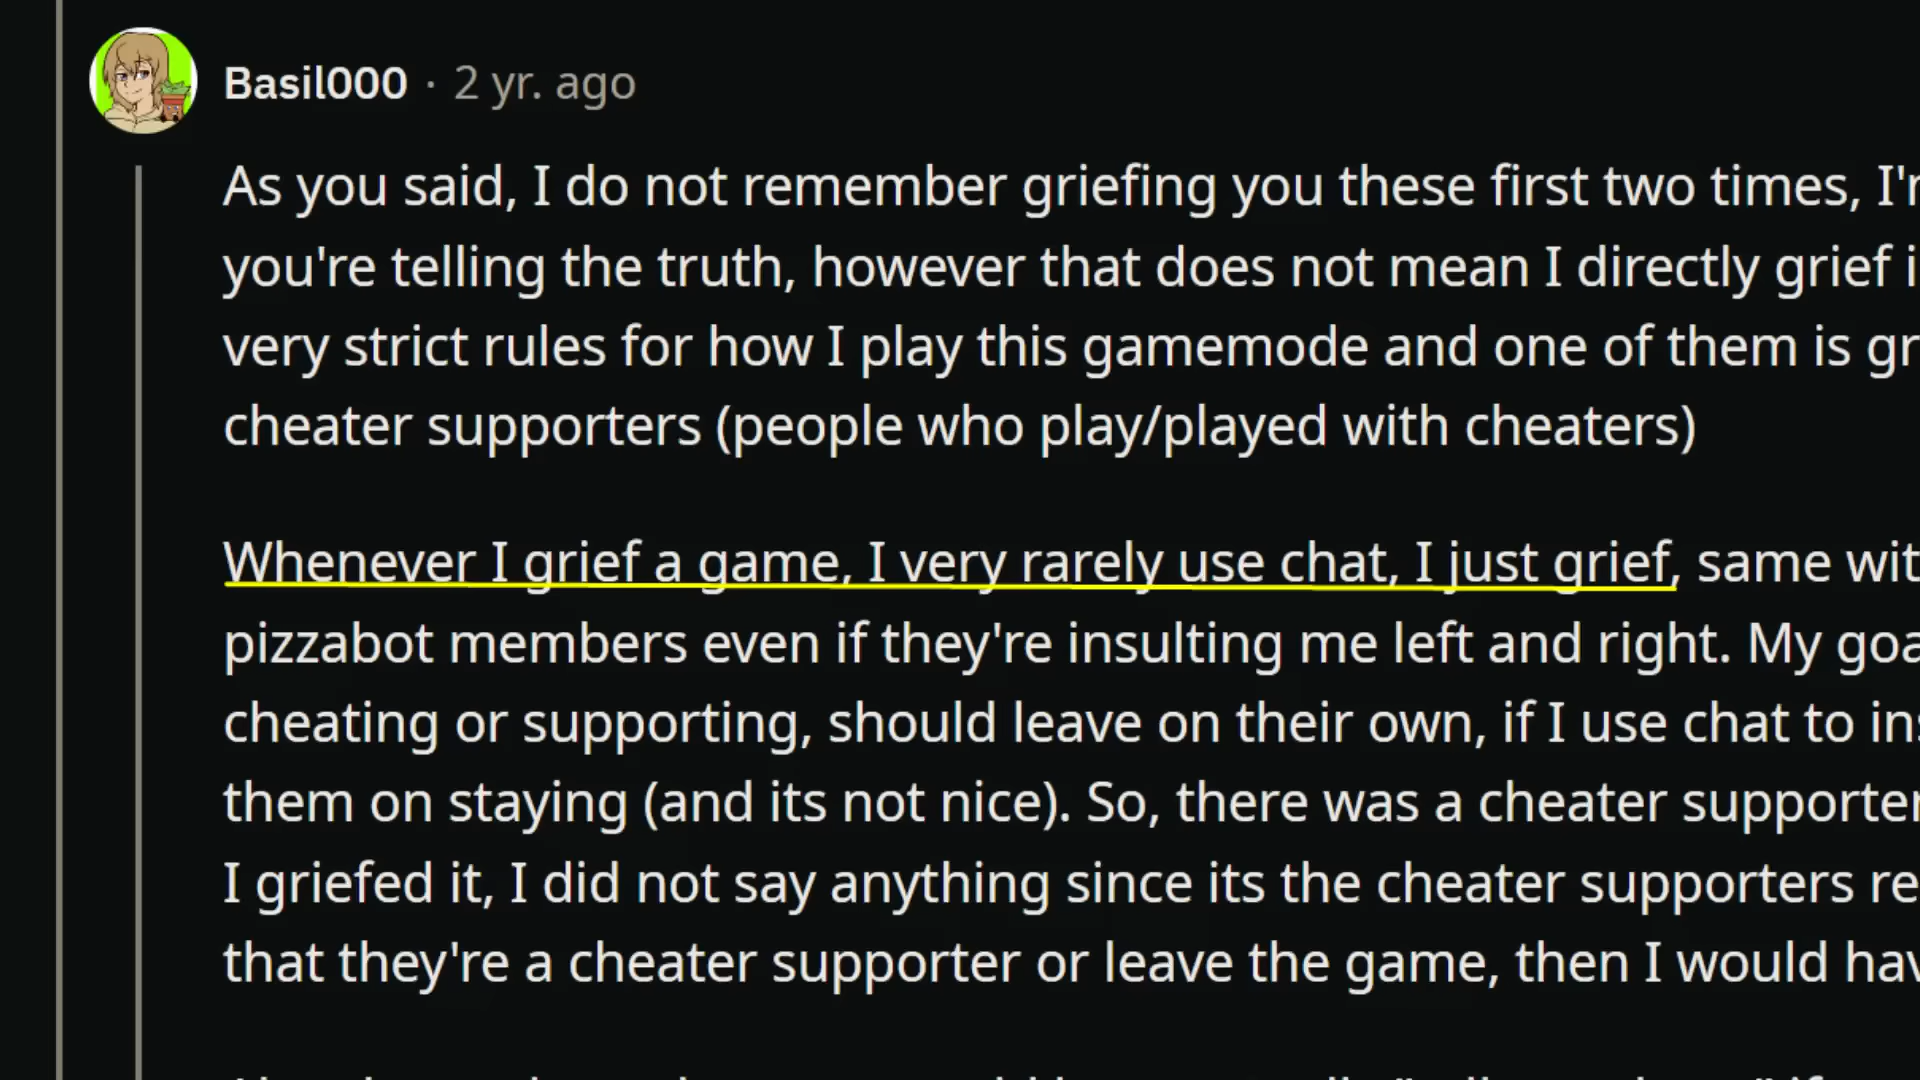 Basil000 · 2 yr. ago
As you said, I do not remember griefing you these first two times,
you're telling the truth, however that does not mean I directly grief
very strict rules for how I play this gamemode and one of them is
cheater supporters (people who play/played with cheaters)
Whenever I grief a game, I very rarely use chat, I just grief, same
pizzabot members even if they're insulting me left and right. My
cheating or supporting, should leave on their own, if I use chat to
them on staying (and its not nice). So, there was a cheater supporter
I griefed it, I did not say anything since its the cheater supporters
that they're a cheater supporter or leave the game, then I would